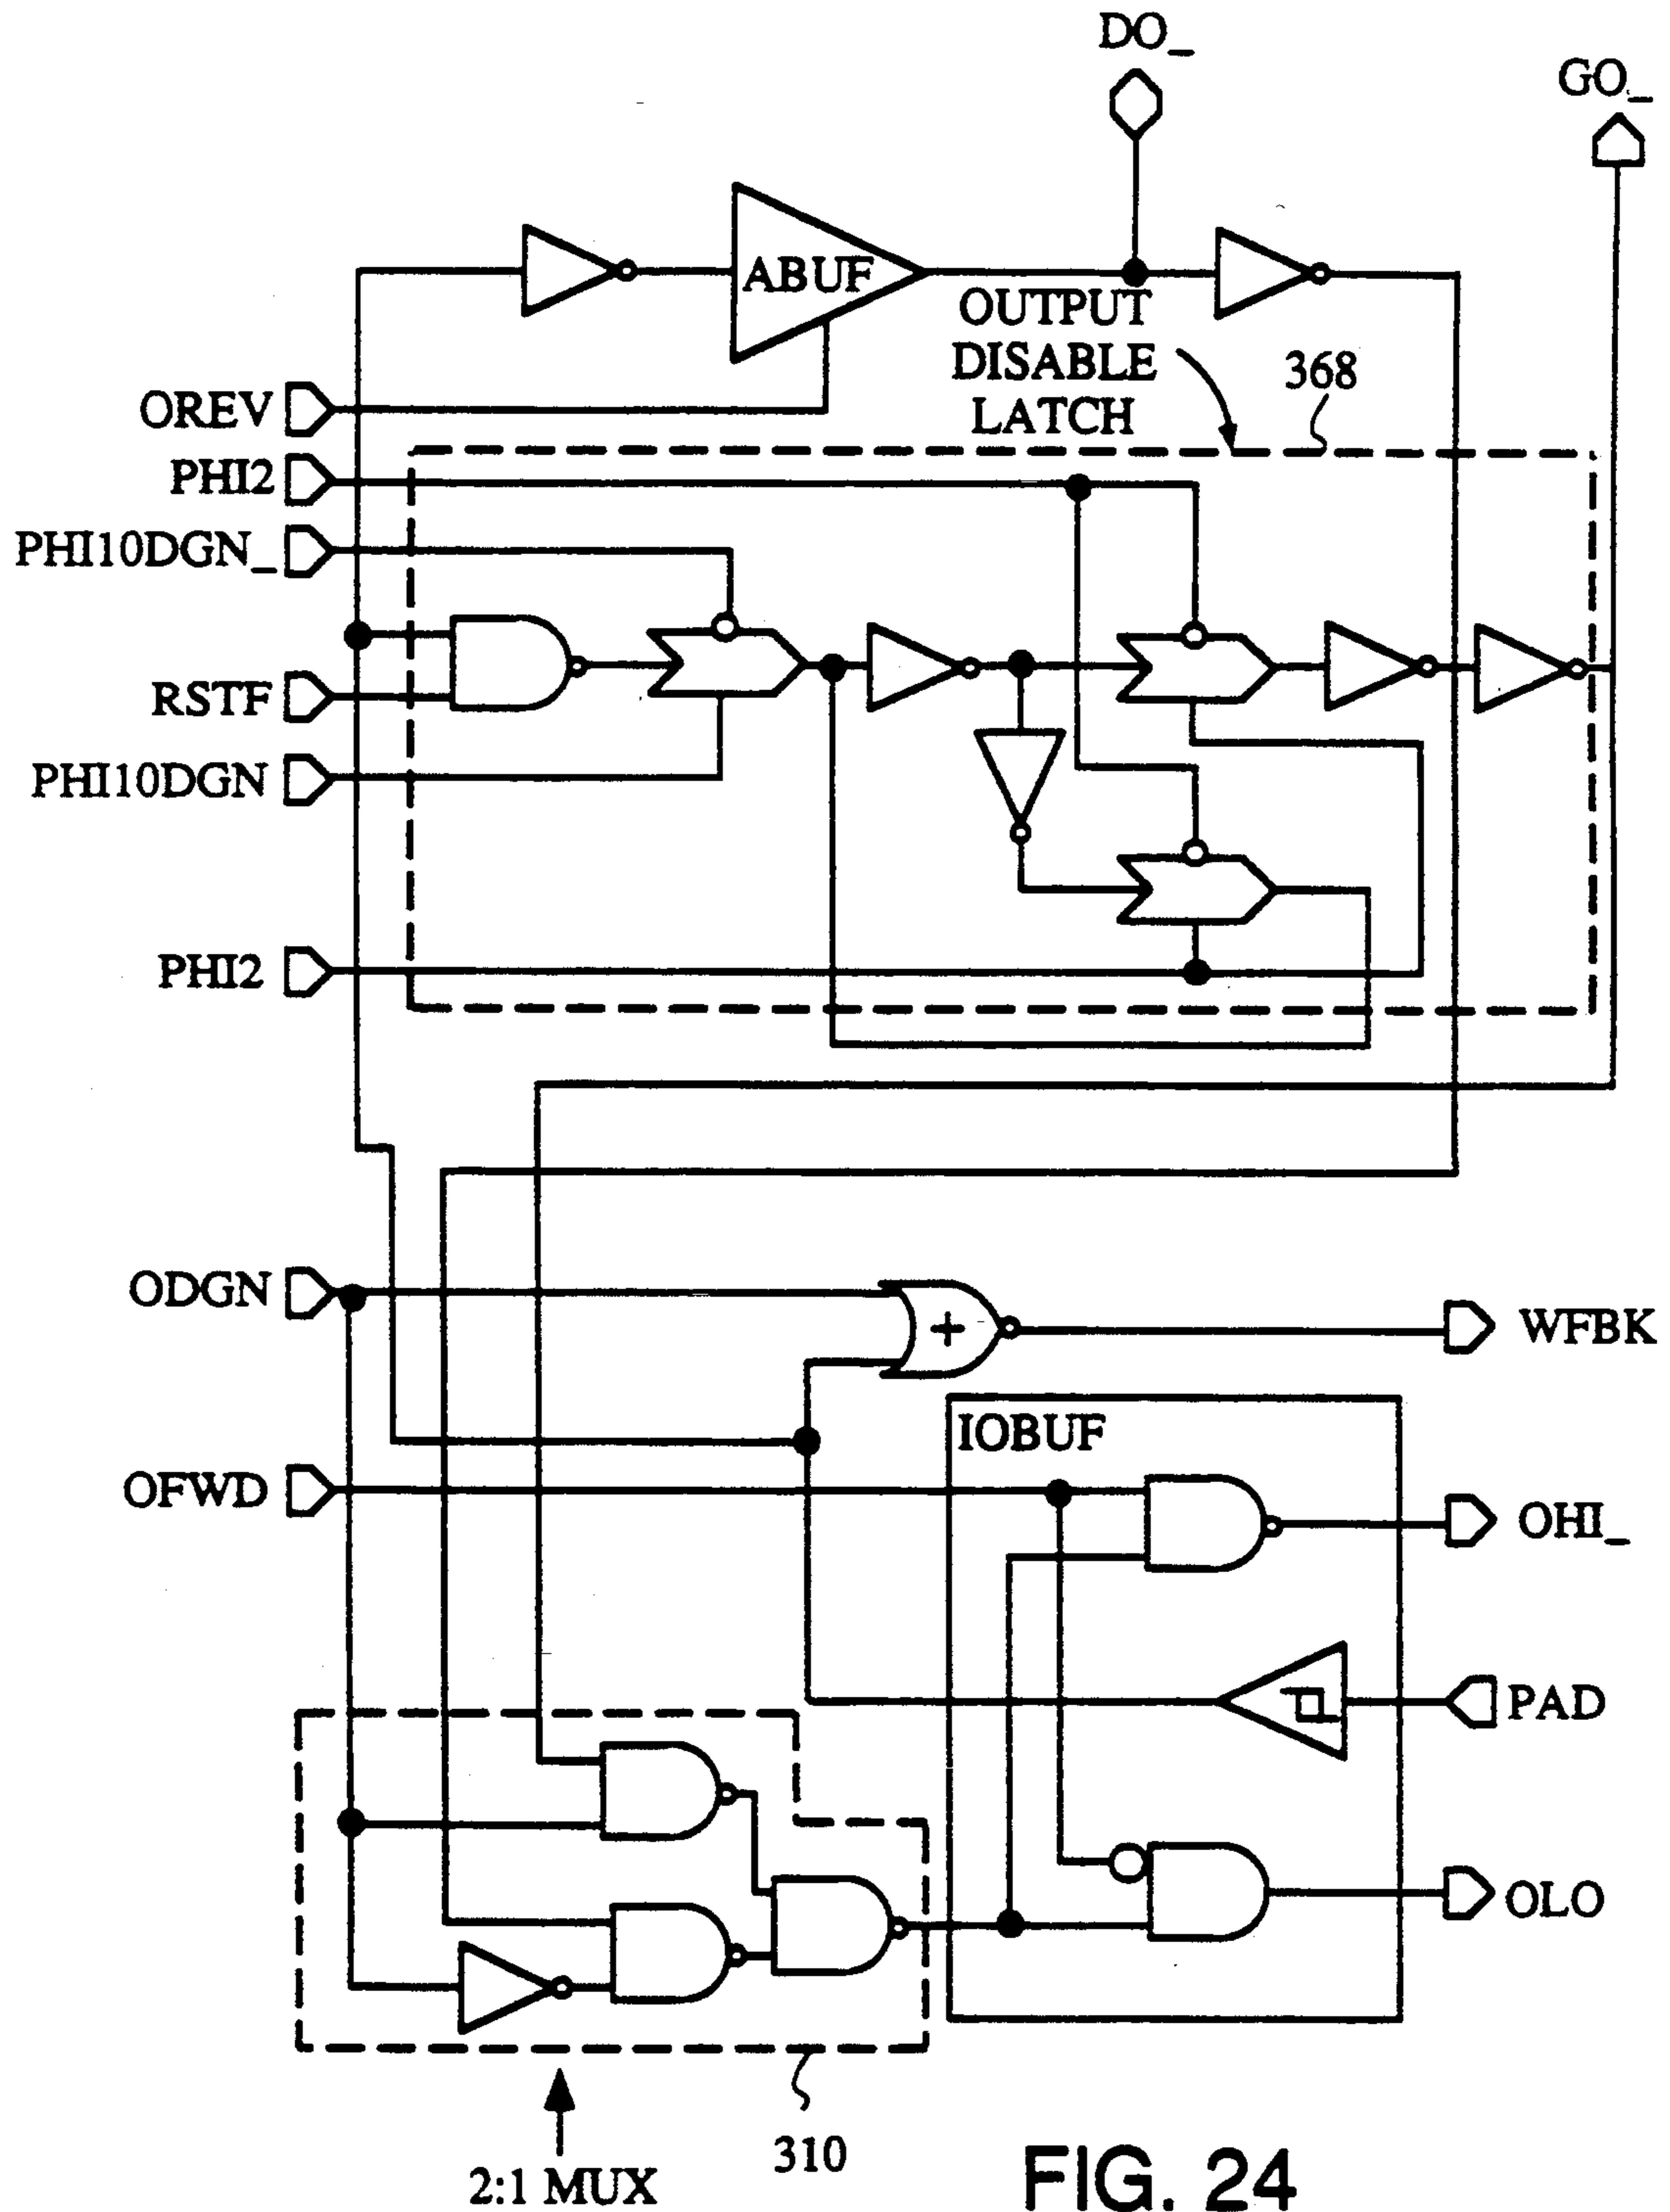 DO_
GO_
ABUF
OUTPUT
DISABLE
LATCH
368
OREV
PHI2
PHI10DGN_
RSTF
PHI10DGN
PHI2
ODGN
+
WFBK
IOBUF
OFWD
OHI_
PAD
OLO
310
2:1 MUX
FIG. 24